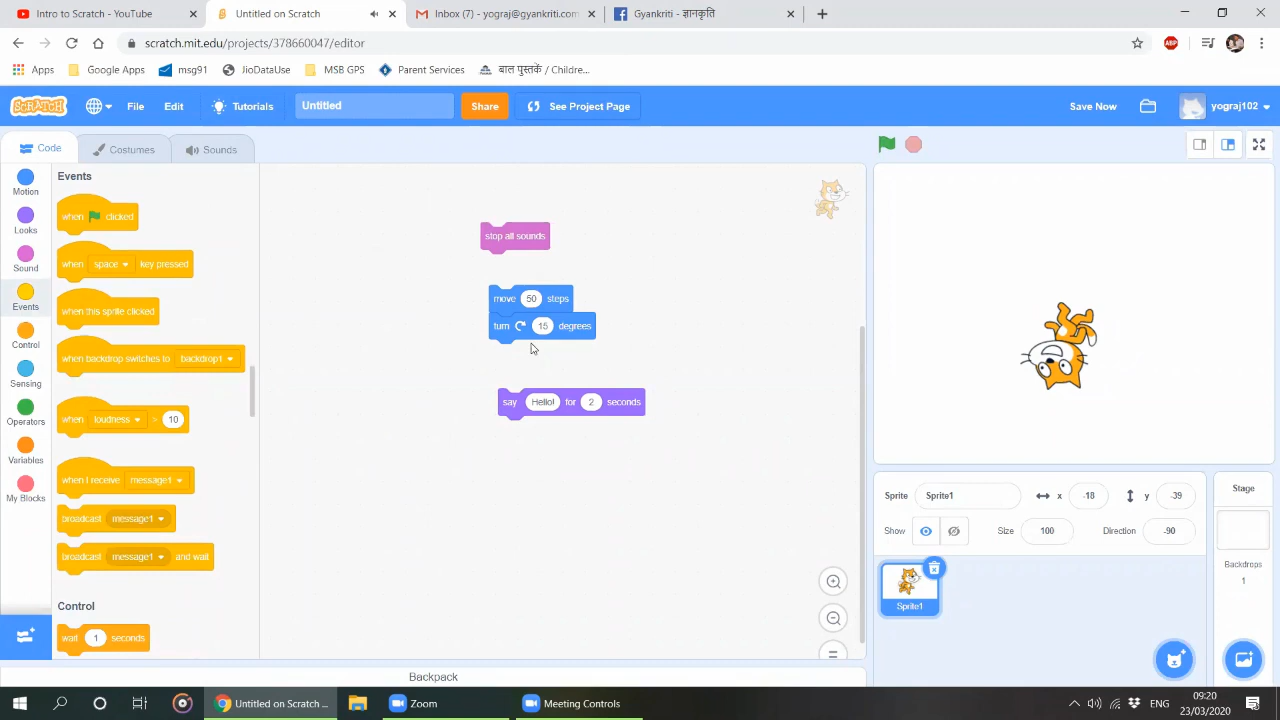 Intro to Scratch - YouTube
Untitled on Scratch
Inbox (7) - yograj@gyankriti.com
Gyankriti - ज्ञानकृति
scratch.mit.edu/projects/378660047/editor
ABP
Apps
Google Apps
msg91
JioDataUse
MSB GPS
Parent Services
बाल पुस्तकें / Childre...
SCRATCH
File
Edit
Tutorials
Untitled
Share
See Project Page
Save Now
yograj102
Code
Costumes
Sounds
Motion
Looks
Sound
Events
Control
Sensing
Operators
Variables
My Blocks
Events
when clicked
when space key pressed
when this sprite clicked
when backdrop switches to backdrop1
when loudness > 10
when I receive message1
broadcast message1
broadcast message1 and wait
Control
wait 1 seconds
stop all sounds
move 50 steps
turn 15 degrees
say Hello! for 2 seconds
Backpack
Sprite Sprite1 x -18 y -39
Show Size 100 Direction -90
Sprite1
Stage
Backdrops
1
Untitled on Scratch ...
Zoom
Meeting Controls
ENG
09:20
23/03/2020